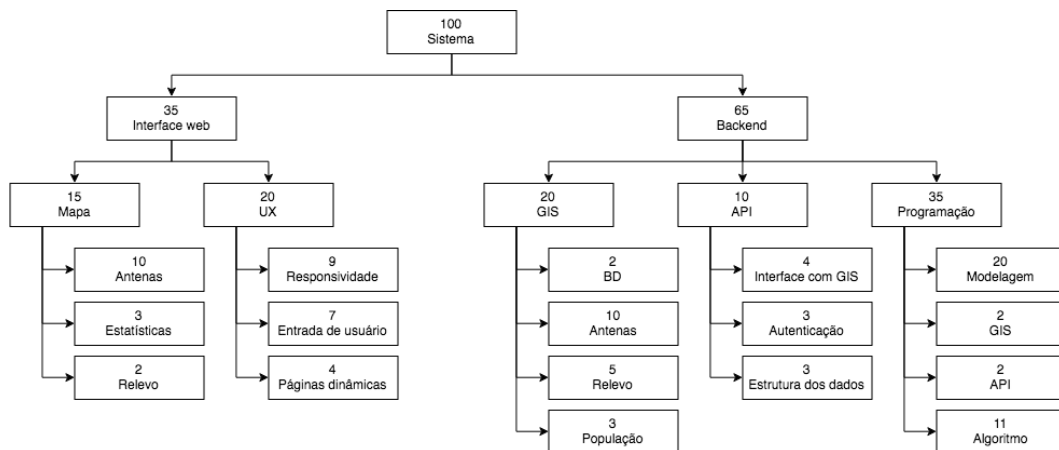 100
Sistema
35
Interface web
65
Backend
15
Mapa
20
UX
20
GIS
10
API
35
Programação
10
Antenas
3
Estatísticas
2
Relevo
9
Responsividade
7
Entrada de usuário
4
Páginas dinâmicas
2
BD
10
Antenas
5
Relevo
3
População
4
Interface com GIS
3
Autenticação
3
Estrutura dos dados
20
Modelagem
2
GIS
2
API
11
Algoritmo